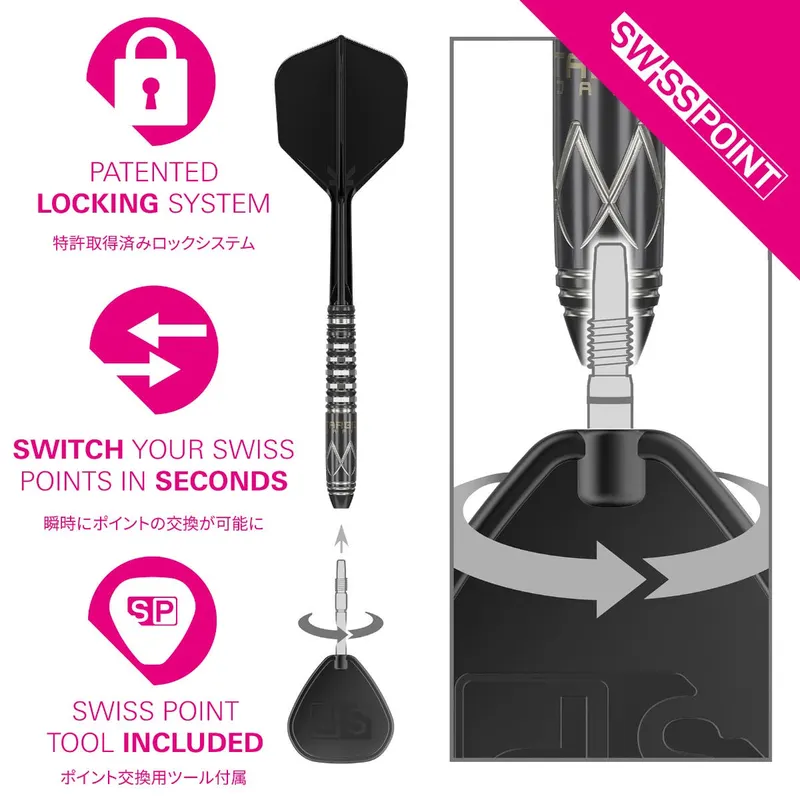 PATENTED
LOCKING SYSTEM
特許取得済みロックシステム
SWITCH YOUR SWISS
POINTS IN SECONDS
瞬時にポイントの交換が可能に
SP
SWISS POINT
TOOL INCLUDED
ポイント交換用ツール付属
SWISSPOINT